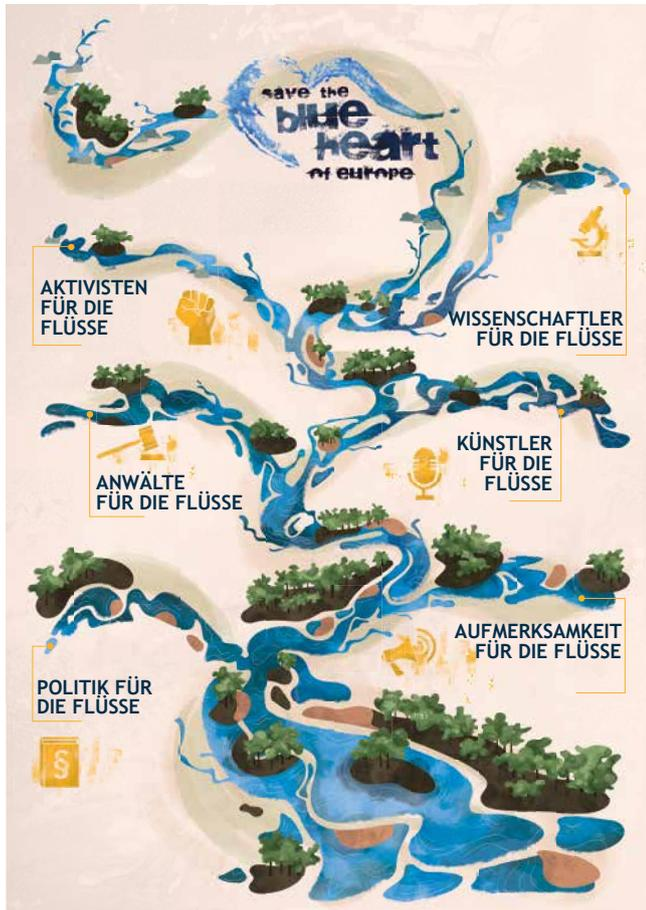 save the
blue
heart
of europe
AKTIVISTEN
FÜR DIE
FLÜSSE
WISSENSCHAFTLER
FÜR DIE FLÜSSE
ANWÄLTE
FÜR DIE FLÜSSE
KÜNSTLER
FÜR DIE
FLÜSSE
AUFMERKSAMKEIT
FÜR DIE FLÜSSE
POLITIK FÜR
DIE FLÜSSE
§